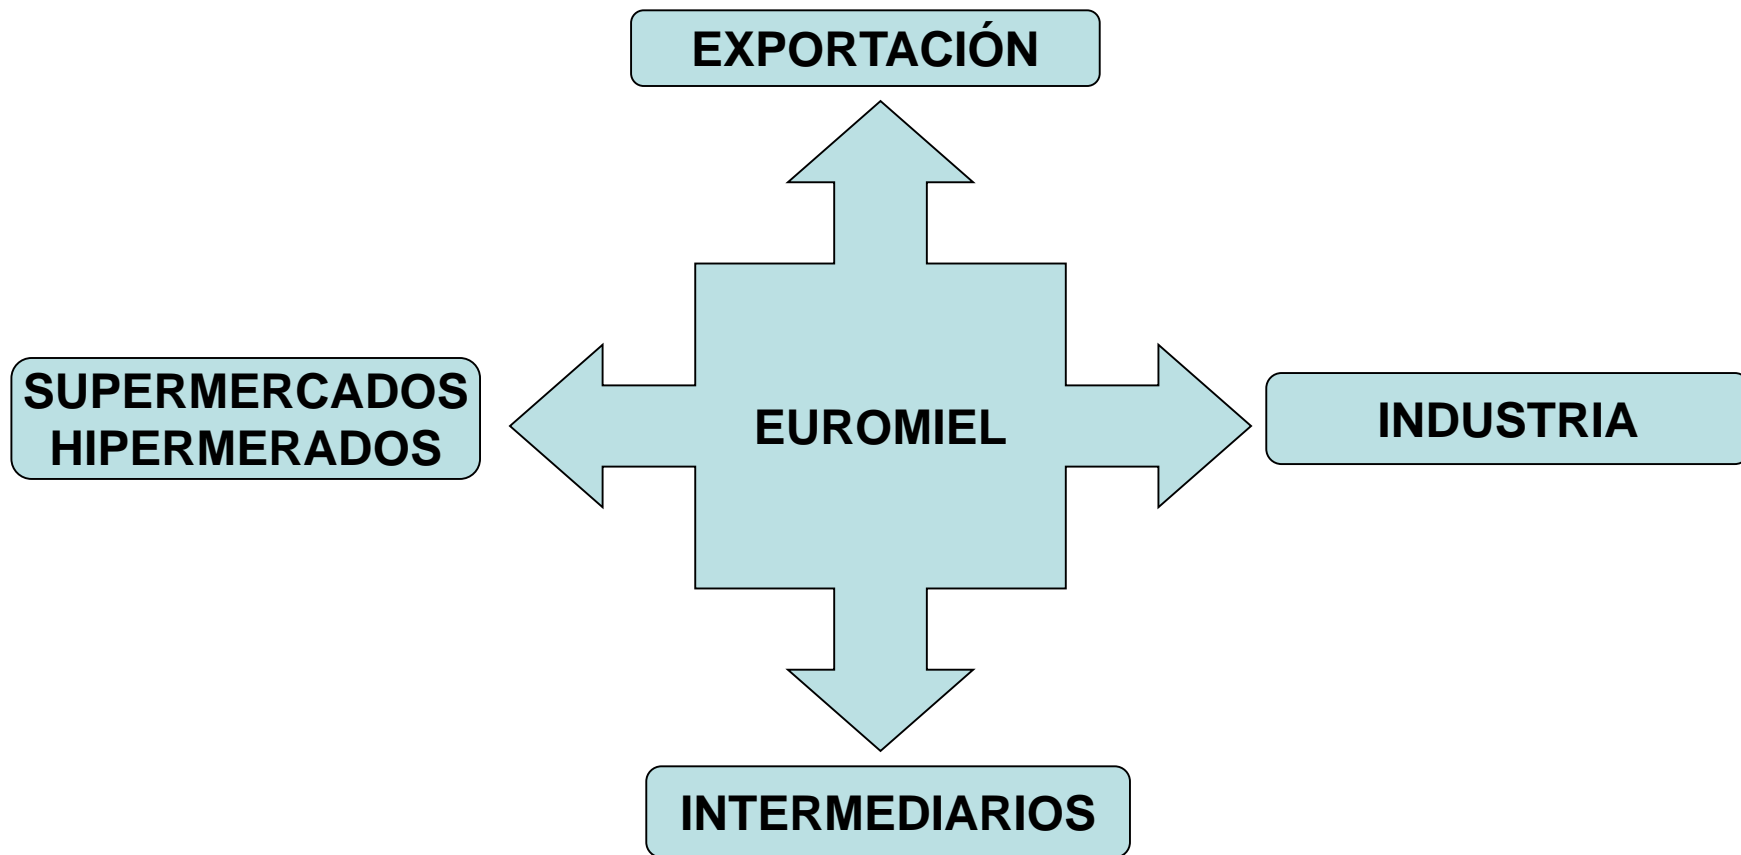 EXPORTACIÓN
SUPERMERCADOS
HIPERMERADOS
EUROMIEL
INDUSTRIA
INTERMEDIARIOS